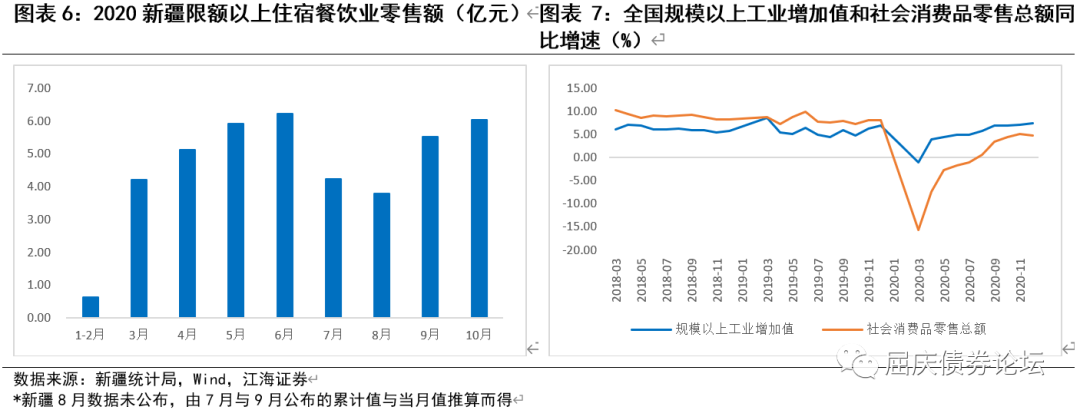 图表 6：2020 新疆限额以上住宿餐饮业零售额（亿元）
7.00
6.00
5.00
4.00
3.00
2.00
1.00
0.00
1-2月 3月 4月 5月 6月 7月 8月 9月 10月
图表 7：全国规模以上工业增加值和社会消费品零售总额同
比增速（%）
15.00
10.00
5.00
0.00
-5.00
-10.00
-15.00
-20.00
2018-03 2018-05 2018-07 2018-09 2018-11 2019-01 2019-03 2019-05 2019-07 2019-09 2019-11 2020-01 2020-03 2020-05 2020-07 2020-09 2020-11
规模以上工业增加值 社会消费品零售总额
屈庆债券论坛
数据来源：新疆统计局，Wind，江海证券
*新疆 8 月数据未公布，由 7 月与 9 月公布的累计值与当月值推算而得